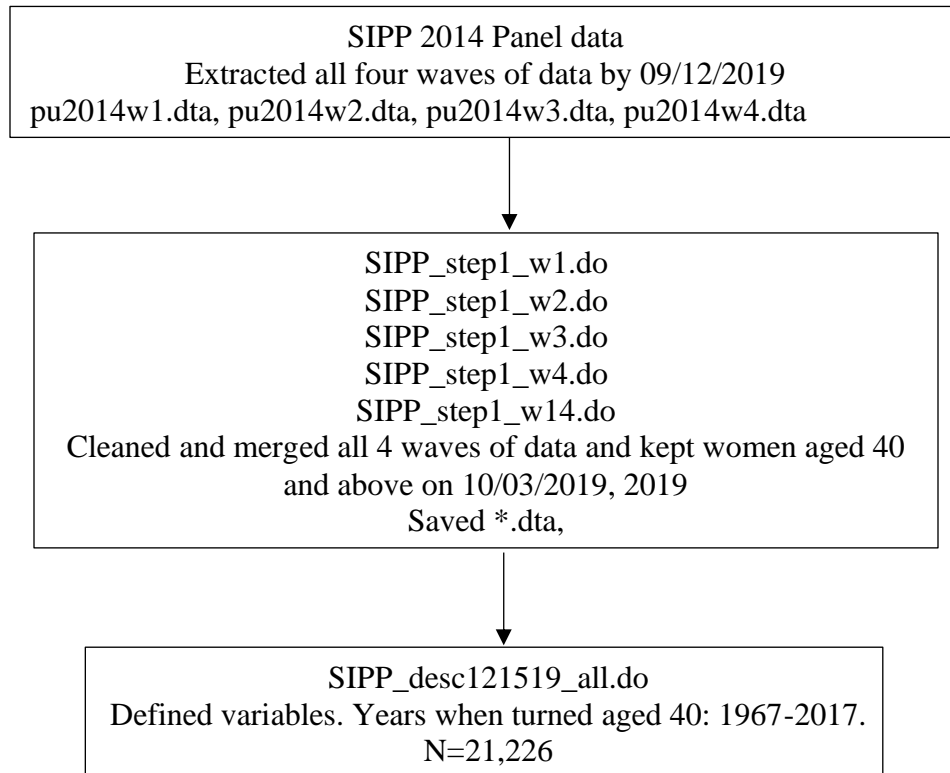 SIPP 2014 Panel data
Extracted all four waves of data by 09/12/2019
pu2014w1.dta, pu2014w2.dta, pu2014w3.dta, pu2014w4.dta
SIPP_step1_w1.do
SIPP_step1_w2.do
SIPP_step1_w3.do
SIPP_step1_w4.do
SIPP_step1_w14.do
Cleaned and merged all 4 waves of data and kept women aged 40
and above on 10/03/2019, 2019
Saved *.dta,
SIPP_desc121519_all.do
Defined variables. Years when turned aged 40: 1967-2017.
N=21,226